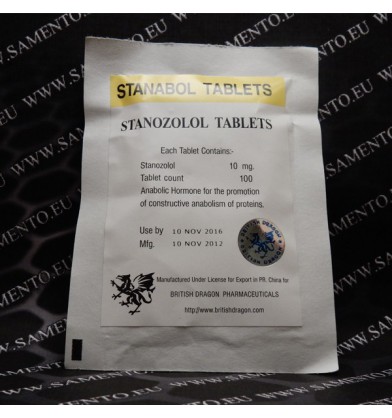 STANABOL TABLETS
STANOZOLOL TABLETS
Each Tablet Contains:-
Stanozolol 10 mg.
Tablet count 100
Anabolic Hormone for the promotion
of constructive anabolism of proteins.
Use by 10 NOV 2016
Mfg. 10 NOV 2012
BRITISH DRAGON
Manufactured Under License for Export in PR. China for
BRITISH DRAGON PHARMACEUTICALS
http://www.britishdragon.com
WWW.SAMENTO.EU